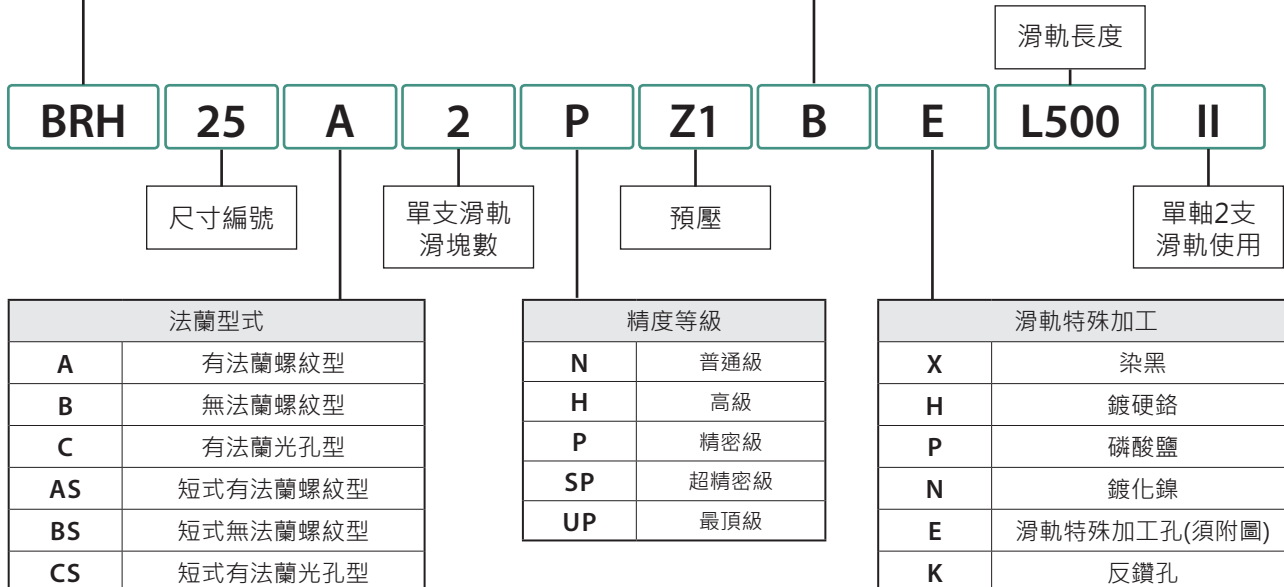 滑軌長度
BRH 25 A 2 P Z1 B E L500 II
尺寸編號
單支滑軌
滑塊數
預壓
單軸2支
滑軌使用
法蘭型式
A 有法蘭螺紋型
B 無法蘭螺紋型
C 有法蘭光孔型
AS 短式有法蘭螺紋型
BS 短式無法蘭螺紋型
CS 短式有法蘭光孔型
精度等級
N 普通級
H 高級
P 精密級
SP 超精密級
UP 最頂級
滑軌特殊加工
X 染黑
H 鍍硬鉻
P 磷酸鹽
N 鍍化鎳
E 滑軌特殊加工孔(須附圖)
K 反鑽孔